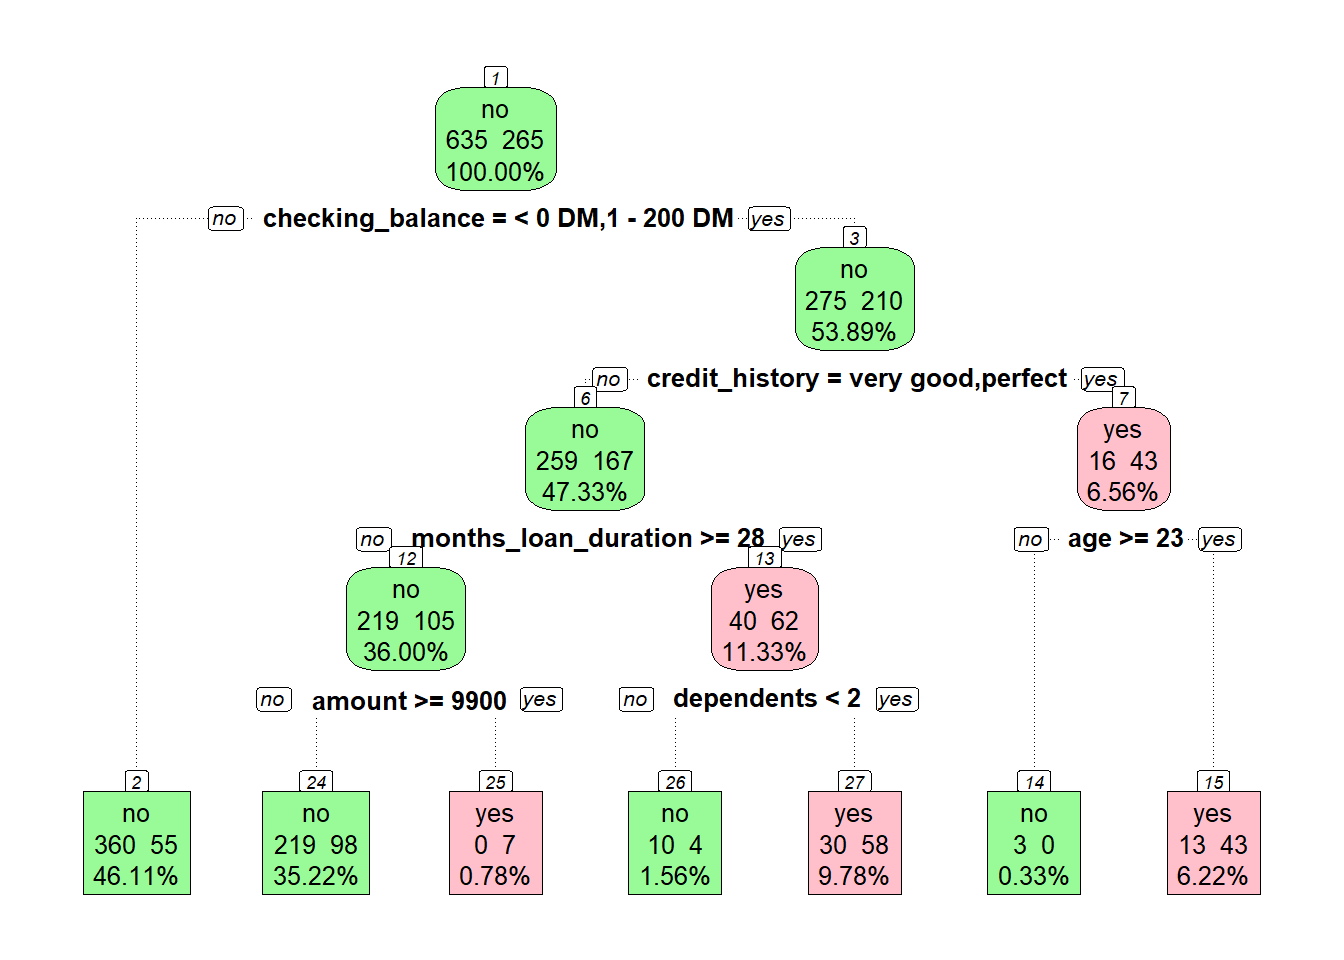 1
no
635 265
100.00%
no checking_balance = < 0 DM,1 - 200 DM yes
3
no
275 210
53.89%
no credit_history = very good,perfect yes
6
no
259 167
47.33%
7
yes
16 43
6.56%
no months_loan_duration >= 28 yes
no age >= 23 yes
12
no
219 105
36.00%
13
yes
40 62
11.33%
no amount >= 9900 yes
no dependents < 2 yes
2
no
360 55
46.11%
24
no
219 98
35.22%
25
yes
0 7
0.78%
26
no
10 4
1.56%
27
yes
30 58
9.78%
14
no
3 0
0.33%
15
yes
13 43
6.22%